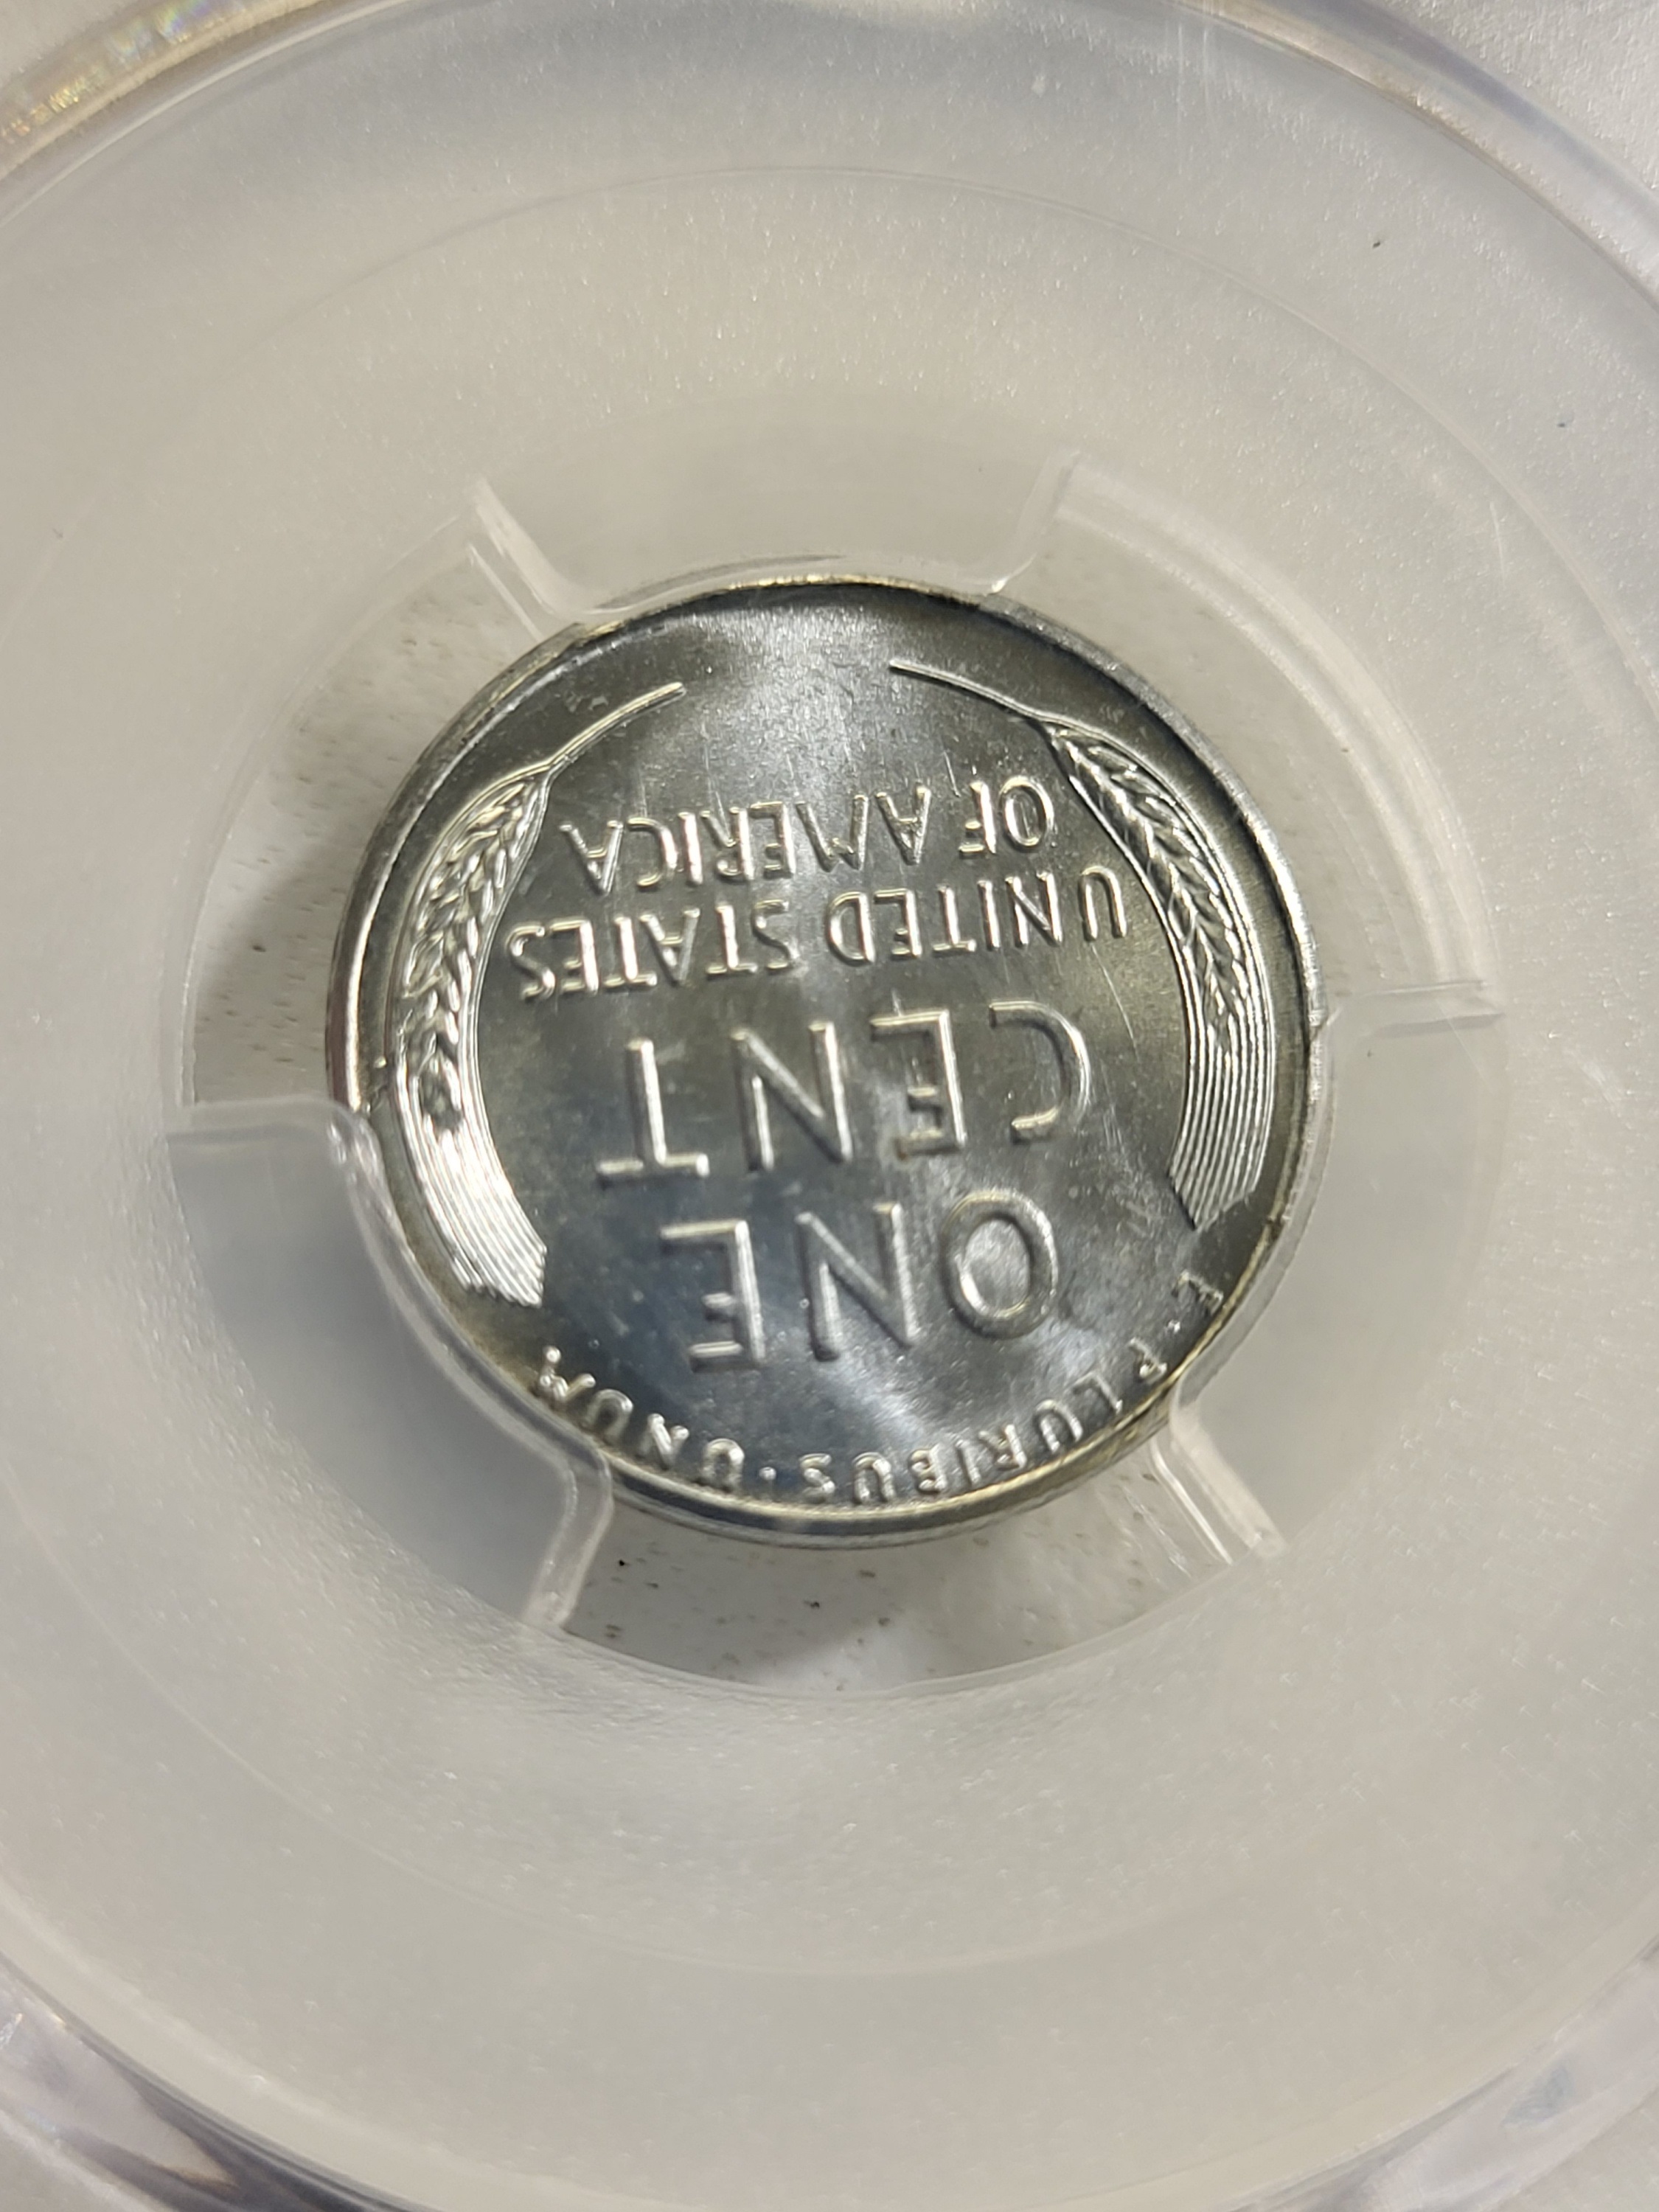 E · PLURIBUS · UNUM
ONE
CENT
UNITED STATES
OF AMERICA